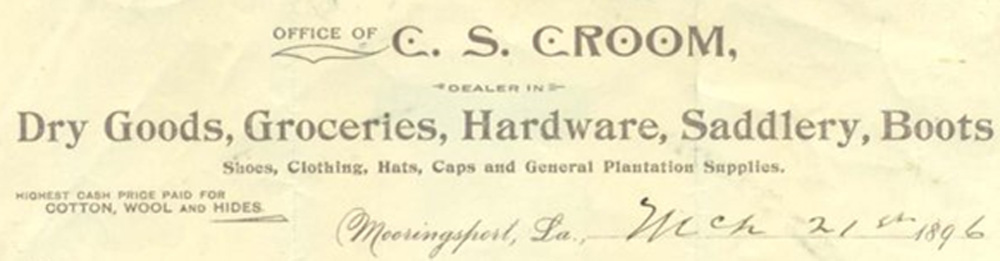 OFFICE OF C. S. CROOM,
DEALER IN
Dry Goods, Groceries, Hardware, Saddlery, Boots
Shoes, Clothing, Hats, Caps and General Plantation Supplies.
HIGHEST CASH PRICE PAID FOR
COTTON, WOOL AND HIDES.
Mooringsport, La., Mch 21st 1896